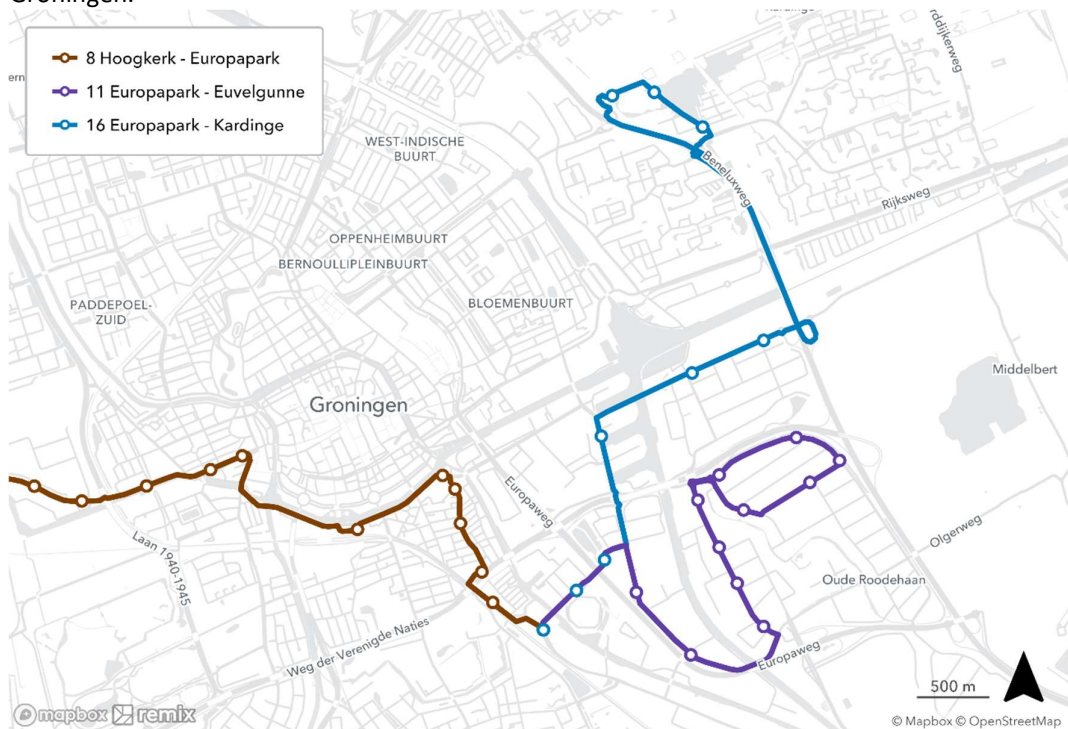 Groningen.
8 Hoogkerk - Europapark
11 Europapark - Euvelgunne
16 Europapark - Kardinge
WEST-INDISCHE
BUURT
Beneluxweg
Rijksweg
OPPENHEIMBUURT
BERNOULLIPLEINBUURT
BLOEMENBUURT
PADDEPOEL-
ZUID
Groningen
Middelbert
Europaweg
Laan 1940-1945
Olgerweg
Oude Roodehaan
Weg der Verenigde Naties
Europaweg
500 m
mapbox remix
© Mapbox © OpenStreetMap